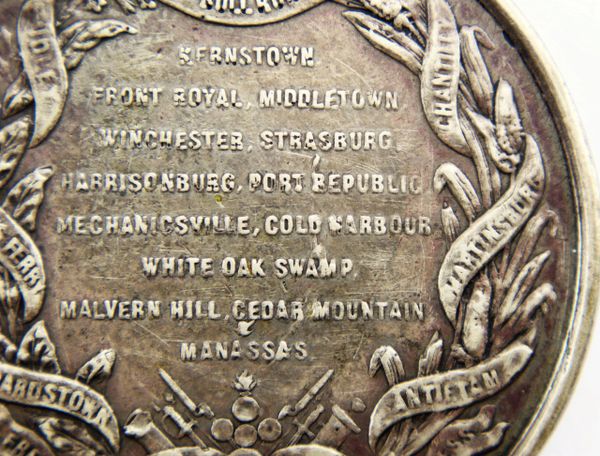 KERNSTOWN
FRONT ROYAL, MIDDLETOWN
WINCHESTER, STRASBURG,
HARRISONBURG, PORT REPUBLIC
MECHANICSVILLE, COLD HARBOUR
WHITE OAK SWAMP,
MALVERN HILL, CEDAR MOUNTAIN
MANASSAS.
CHANTILLY
MARTINSBURG
ANTIETAM
FERRY